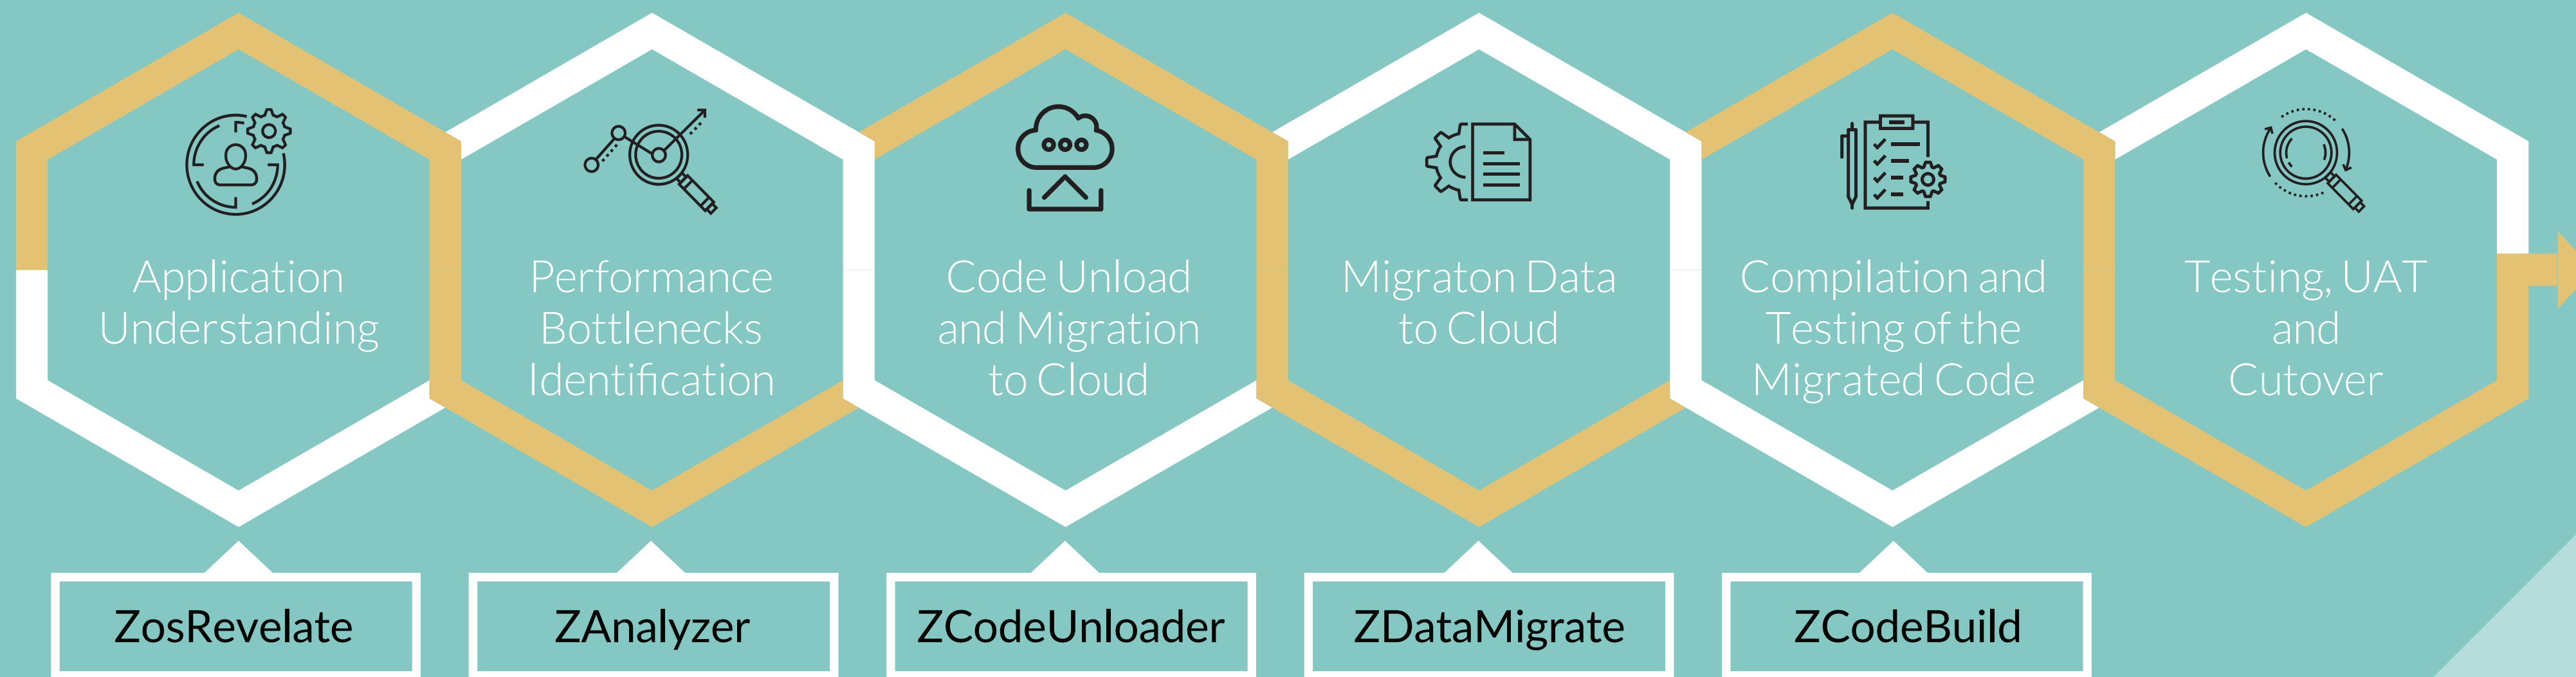 Application
Understanding
Performance
Bottlenecks
Identification
Code Unload
and Migration
to Cloud
Migraton Data
to Cloud
Compilation and
Testing of the
Migrated Code
Testing, UAT
and
Cutover
ZosRevelate
ZAnalyzer
ZCodeUnloader
ZDataMigrate
ZCodeBuild